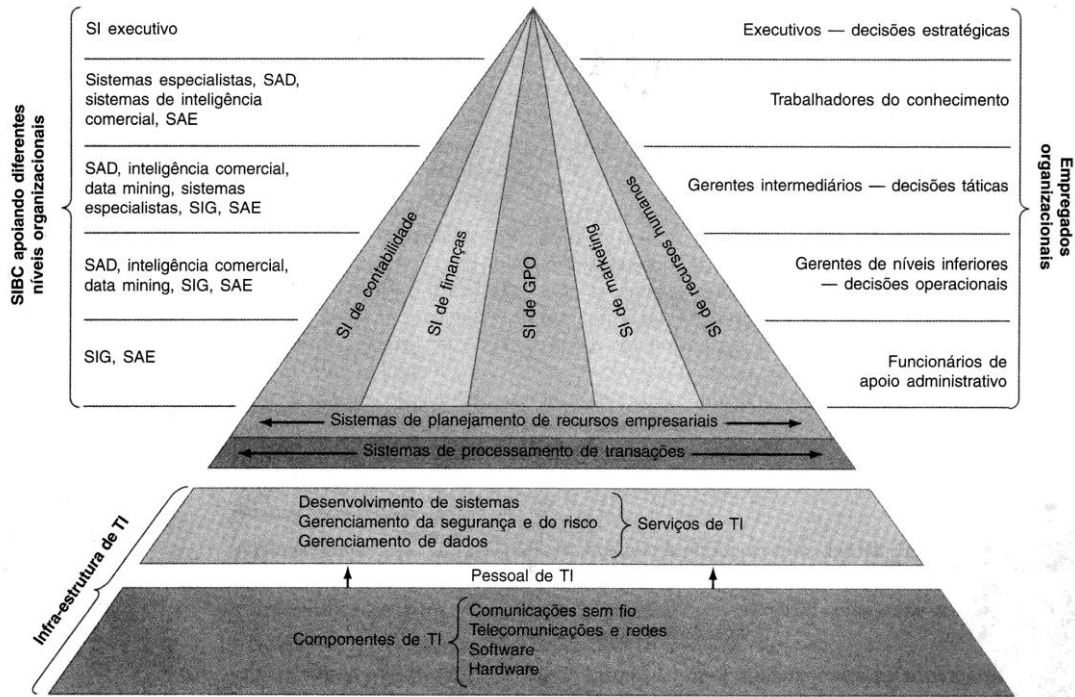 SIBC apoiando diferentes
níveis organizacionais
SI executivo
Sistemas especialistas, SAD,
sistemas de inteligência
comercial, SAE
SAD, inteligência comercial,
data mining, sistemas
especialistas, SIG, SAE
SAD, inteligência comercial,
data mining, SIG, SAE
SIG, SAE
SI de contabilidade
SI de finanças
SI de GPO
SI de marketing
SI de recursos humanos
Executivos — decisões estratégicas
Trabalhadores do conhecimento
Gerentes intermediários — decisões táticas
Gerentes de níveis inferiores
— decisões operacionais
Funcionários de
apoio administrativo
Empregados
organizacionais
Sistemas de planejamento de recursos empresariais
Sistemas de processamento de transações
Infra-estrutura de TI
Desenvolvimento de sistemas
Gerenciamento da segurança e do risco
Gerenciamento de dados
Serviços de TI
Pessoal de TI
Componentes de TI
Comunicações sem fio
Telecomunicações e redes
Software
Hardware